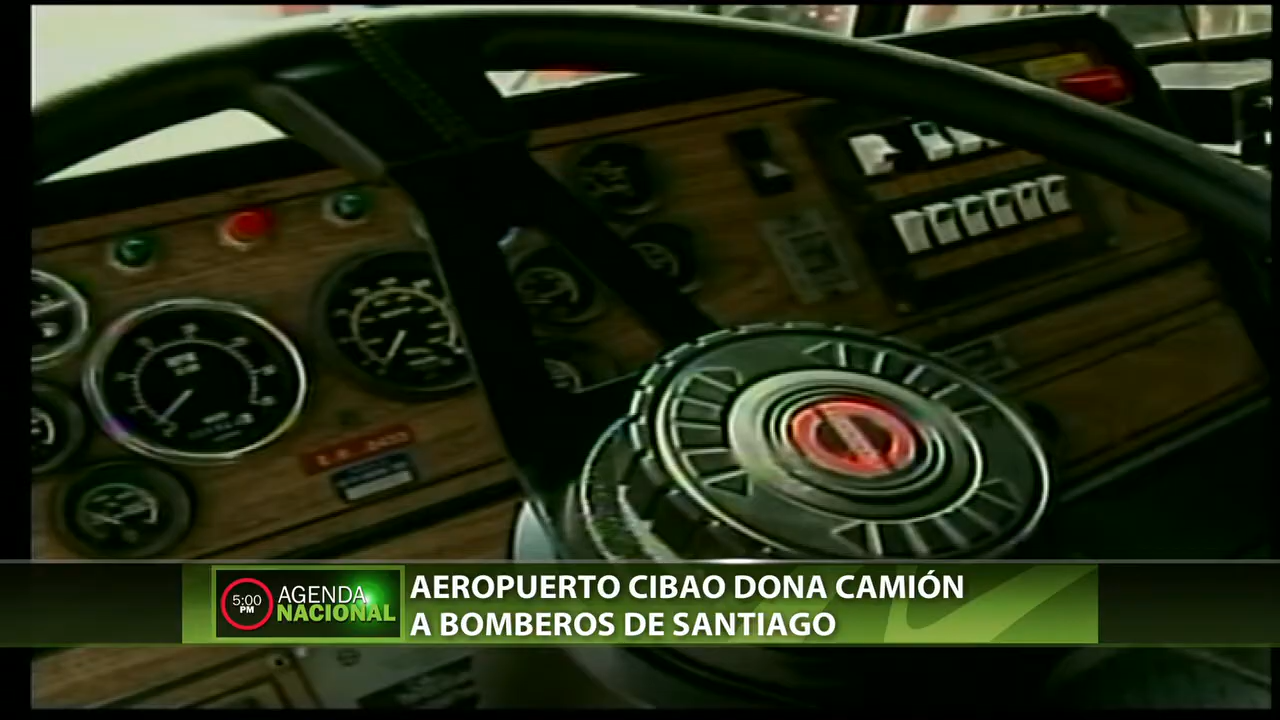 5:00
PM
AGENDA
NACIONAL
AEROPUERTO CIBAO DONA CAMIÓN
A BOMBEROS DE SANTIAGO